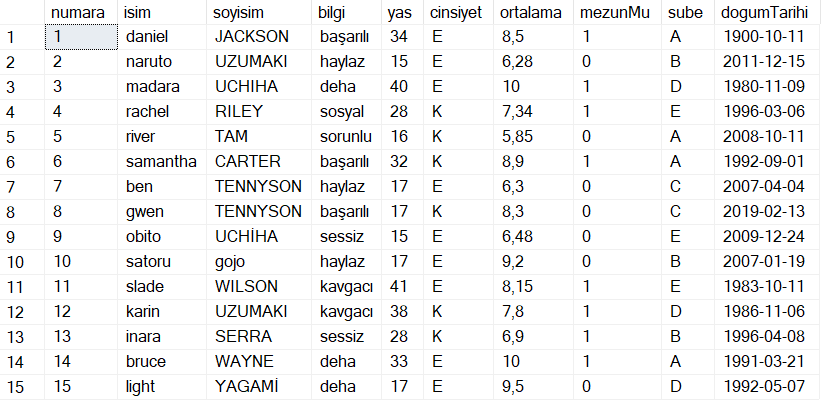 numara isim soyisim bilgi yas cinsiyet ortalama mezunMu sube dogumTarihi
1 1 daniel JACKSON başarılı 34 E 8,5 1 A 1900-10-11
2 2 naruto UZUMAKI haylaz 15 E 6,28 0 B 2011-12-15
3 3 madara UCHIHA deha 40 E 10 1 D 1980-11-09
4 4 rachel RILEY sosyal 28 K 7,34 1 E 1996-03-06
5 5 river TAM sorunlu 16 K 5,85 0 A 2008-10-11
6 6 samantha CARTER başarılı 32 K 8,9 1 A 1992-09-01
7 7 ben TENNYSON haylaz 17 E 6,3 0 C 2007-04-04
8 8 gwen TENNYSON başarılı 17 K 8,3 0 C 2019-02-13
9 9 obito UCHİHA sessiz 15 E 6,48 0 E 2009-12-24
10 10 satoru gojo haylaz 17 E 9,2 0 B 2007-01-19
11 11 slade WILSON kavgacı 41 E 8,15 1 E 1983-10-11
12 12 karin UZUMAKI kavgacı 38 K 7,8 1 D 1986-11-06
13 13 inara SERRA sessiz 28 K 6,9 1 B 1996-04-08
14 14 bruce WAYNE deha 33 E 10 1 A 1991-03-21
15 15 light YAGAMİ deha 17 E 9,5 0 D 1992-05-07